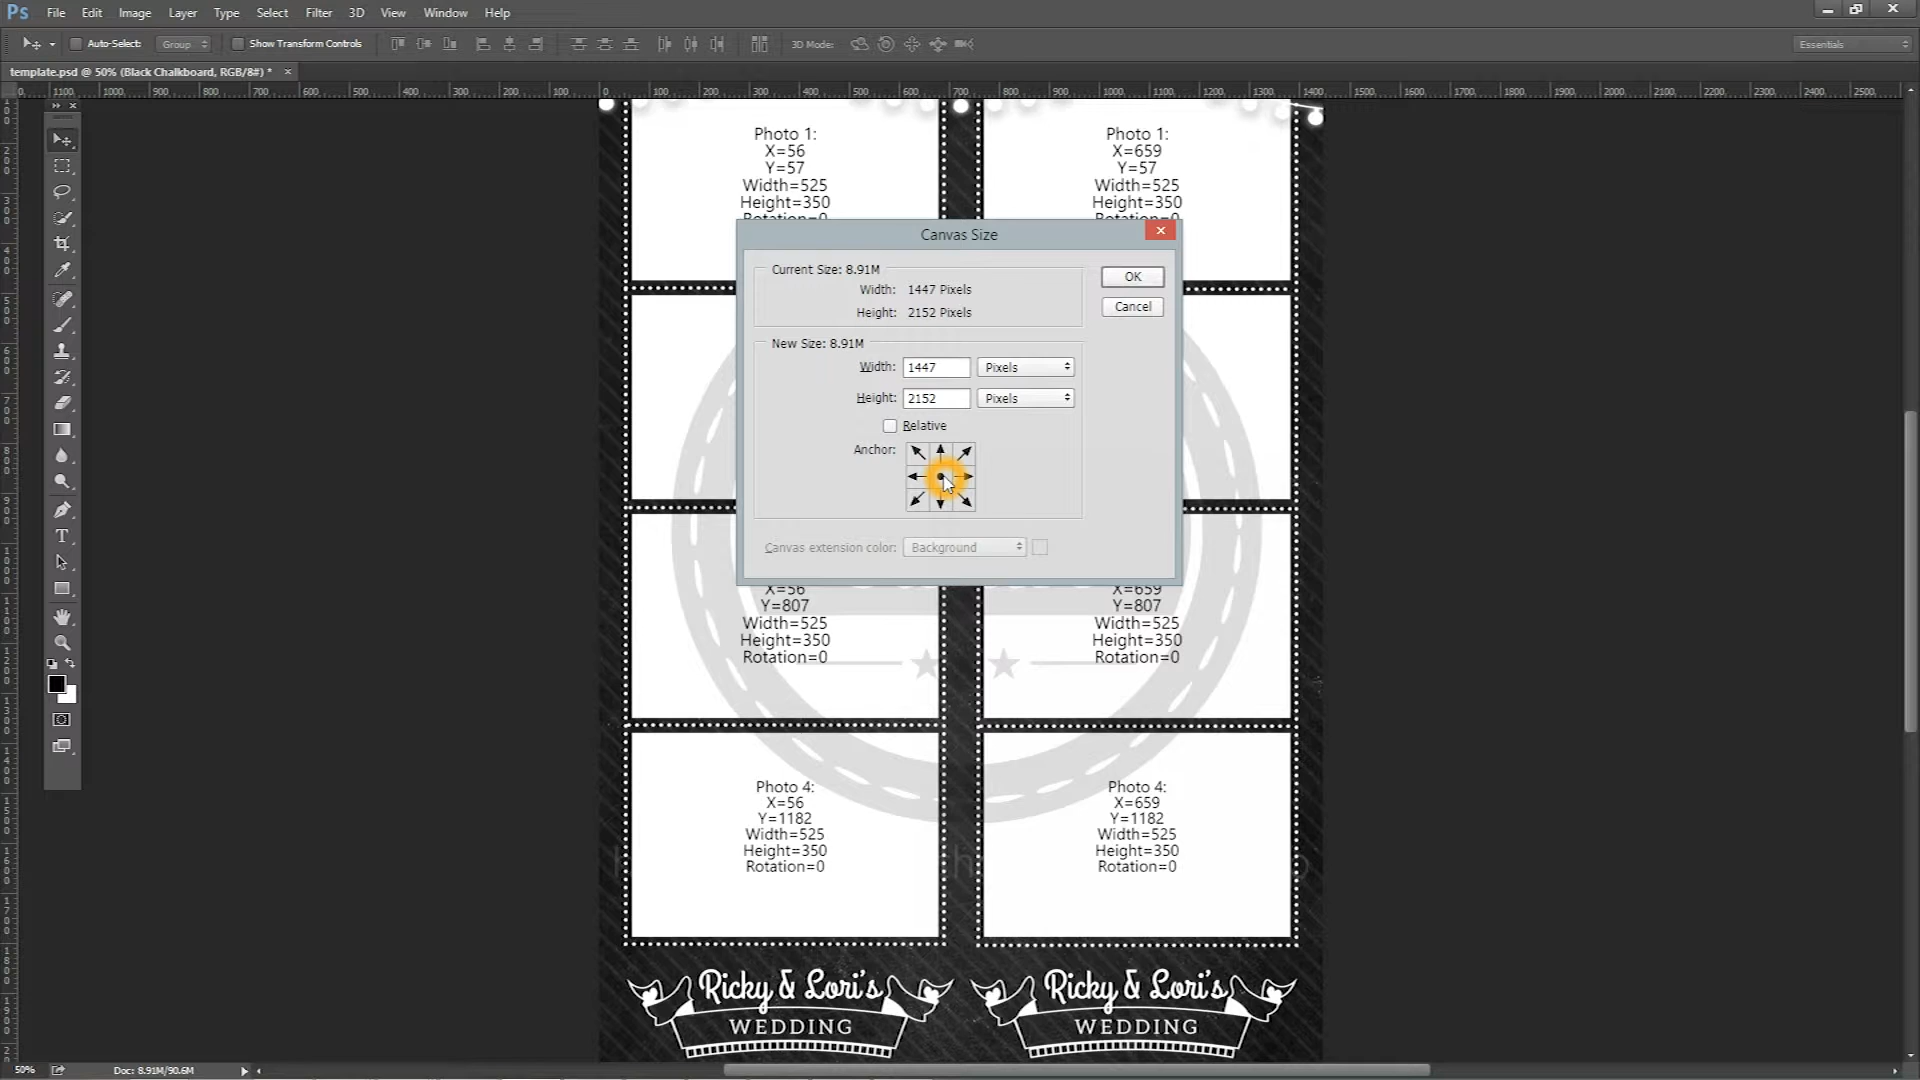 Ps File Edit Image Layer Type Select Filter 3D View Window Help
Auto-Select: Group Show Transform Controls 3D Mode: Essentials
template.psd @ 50% (Black Chalkboard, RGB/8#) * ×
Photo 1:
X=56
Y=57
Width=525
Height=350
Rotation=0
Photo 1:
X=659
Y=57
Width=525
Height=350
Rotation=0
Canvas Size
Current Size: 8.91M
Width: 1447 Pixels
Height: 2152 Pixels
OK
Cancel
New Size: 8.91M
Width: 1447 Pixels
Height: 2152 Pixels
Relative
Anchor:
Canvas extension color: Background
X=56
Y=807
Width=525
Height=350
Rotation=0
X=659
Y=807
Width=525
Height=350
Rotation=0
Photo 4:
X=56
Y=1182
Width=525
Height=350
Rotation=0
Photo 4:
X=659
Y=1182
Width=525
Height=350
Rotation=0
Ricky & Lori's
WEDDING
Ricky & Lori's
WEDDING
50% Doc: 8.91M/90.6M